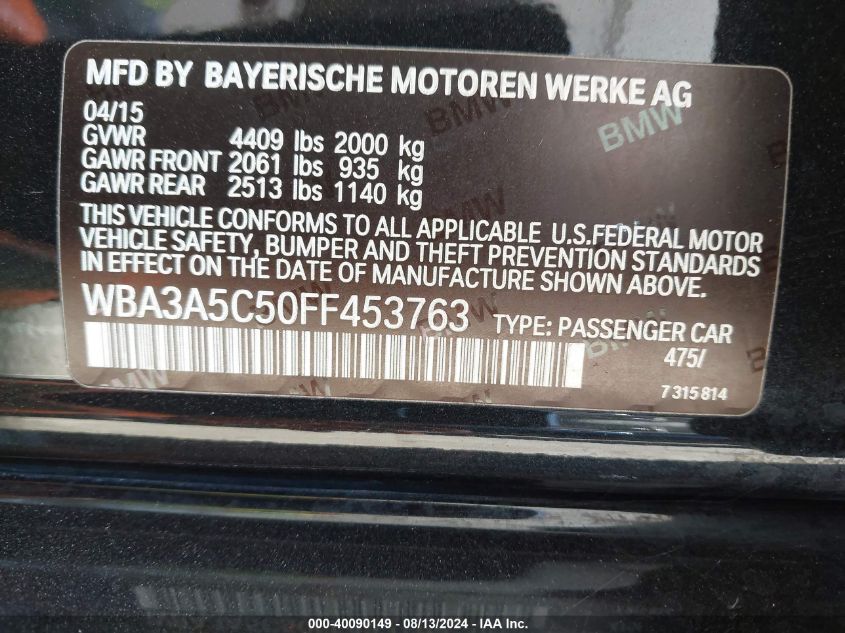 MFD BY BAYERISCHE MOTOREN WERKE AG
04/15
GVWR 4409 lbs 2000 kg
GAWR FRONT 2061 lbs 935 kg
GAWR REAR 2513 lbs 1140 kg
THIS VEHICLE CONFORMS TO ALL APPLICABLE U.S.FEDERAL MOTOR
VEHICLE SAFETY, BUMPER AND THEFT PREVENTION STANDARDS
IN EFFECT ON THE DATE OF MANUFACTURE SHOWN ABOVE.
WBA3A5C50FF453763 TYPE: PASSENGER CAR
475/
7315814
BMW
BMW
000-40090149 - 08/13/2024 - IAA Inc.